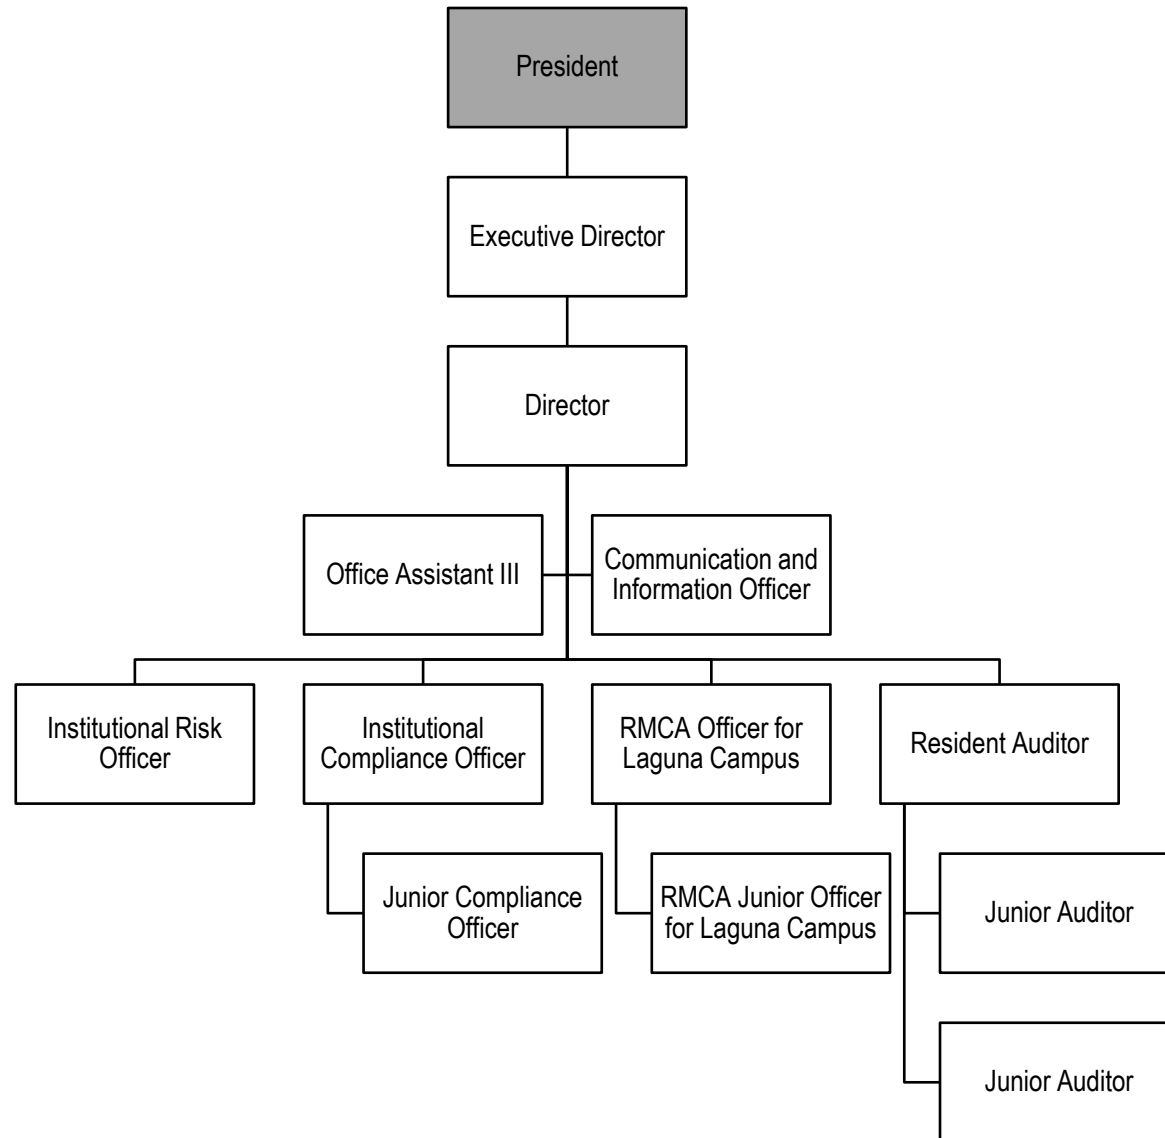 President
Executive Director
Director
Office Assistant III
Communication and
Information Officer
Institutional Risk
Officer
Institutional
Compliance Officer
RMCA Officer for
Laguna Campus
Resident Auditor
Junior Compliance
Officer
RMCA Junior Officer
for Laguna Campus
Junior Auditor
Junior Auditor